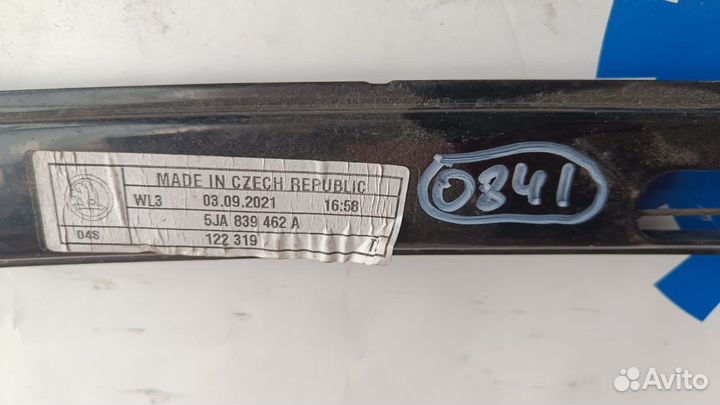 MADE IN CZECH REPUBLIC
WL3 03.09.2021 16:58
5JA 839 462 A
04S 122 319
0841
Avito